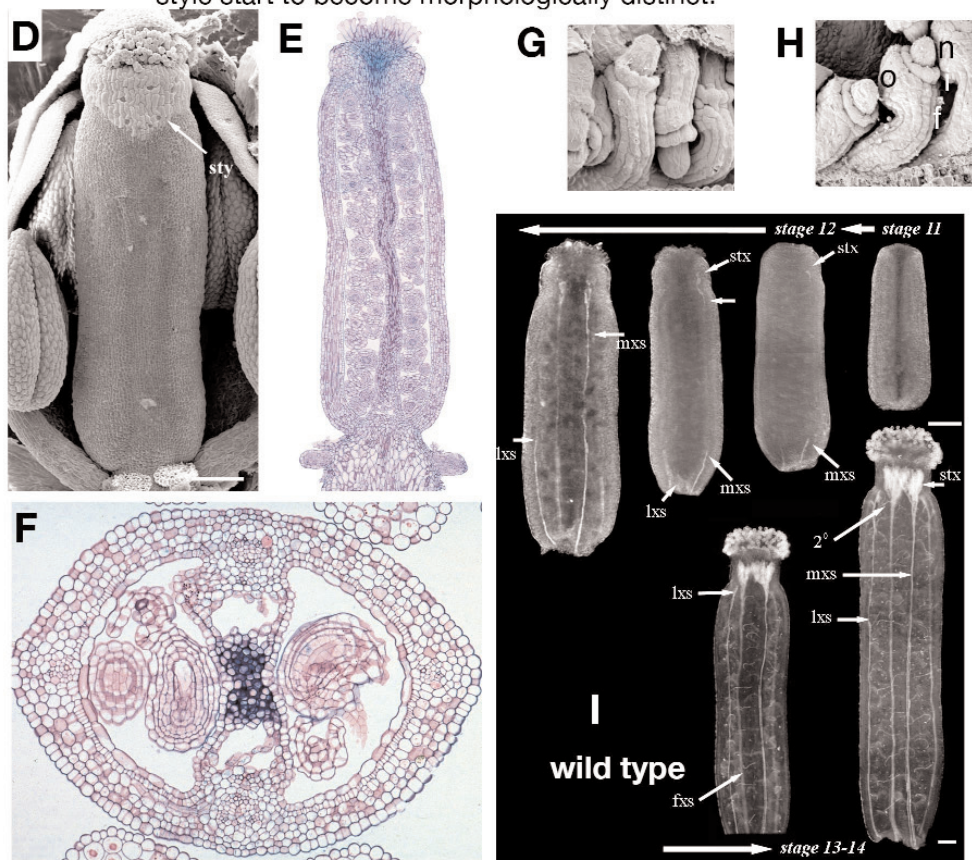 style start to become morphologically distinct.
D
E
G
H
sty
n
o
i
f
stage 12
stage 11
stx
stx
mxs
lxs
mxs
lxs
mxs
F
stx
2°
mxs
lxs
lxs
I
wild type
fxs
stage 13-14